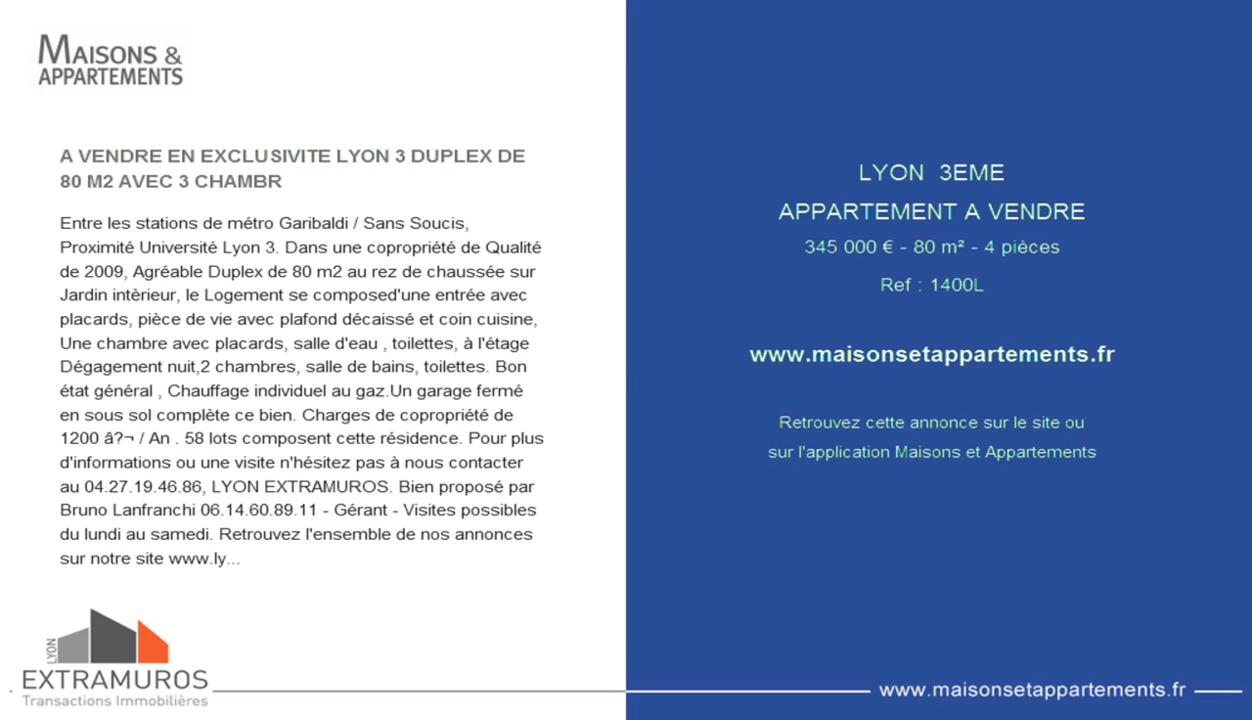 MAISONS &
APPARTEMENTS
A VENDRE EN EXCLUSIVITE LYON 3 DUPLEX DE
80 M2 AVEC 3 CHAMBR
Entre les stations de métro Garibaldi / Sans Soucis,
Proximité Université Lyon 3. Dans une copropriété de Qualité
de 2009, Agréable Duplex de 80 m2 au rez de chaussée sur
Jardin intèrieur, le Logement se composed'une entrée avec
placards, pièce de vie avec plafond décaissé et coin cuisine,
Une chambre avec placards, salle d'eau , toilettes, à l'étage
Dégagement nuit,2 chambres, salle de bains, toilettes. Bon
état général , Chauffage individuel au gaz.Un garage fermé
en sous sol complète ce bien. Charges de copropriété de
1200 â?¬ / An . 58 lots composent cette résidence. Pour plus
d'informations ou une visite n'hésitez pas à nous contacter
au 04.27.19.46.86, LYON EXTRAMUROS. Bien proposé par
Bruno Lanfranchi 06.14.60.89.11 - Gérant - Visites possibles
du lundi au samedi. Retrouvez l'ensemble de nos annonces
sur notre site www.ly...
LYON
EXTRAMUROS
Transactions Immobilières
LYON 3EME
APPARTEMENT A VENDRE
345 000 € - 80 m² - 4 pièces
Ref : 1400L
www.maisonsetappartements.fr
Retrouvez cette annonce sur le site ou
sur l'application Maisons et Appartements
www.maisonsetappartements.fr